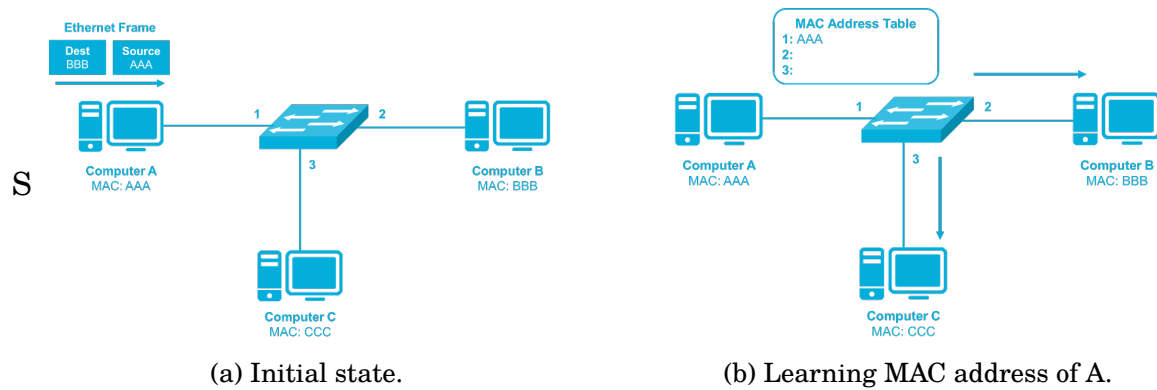 Ethernet Frame
Dest
BBB
Source
AAA
1
2
3
Computer A
MAC: AAA
Computer B
MAC: BBB
Computer C
MAC: CCC
S
(a) Initial state.
MAC Address Table
1: AAA
2:
3:
1
2
3
Computer A
MAC: AAA
Computer B
MAC: BBB
Computer C
MAC: CCC
(b) Learning MAC address of A.